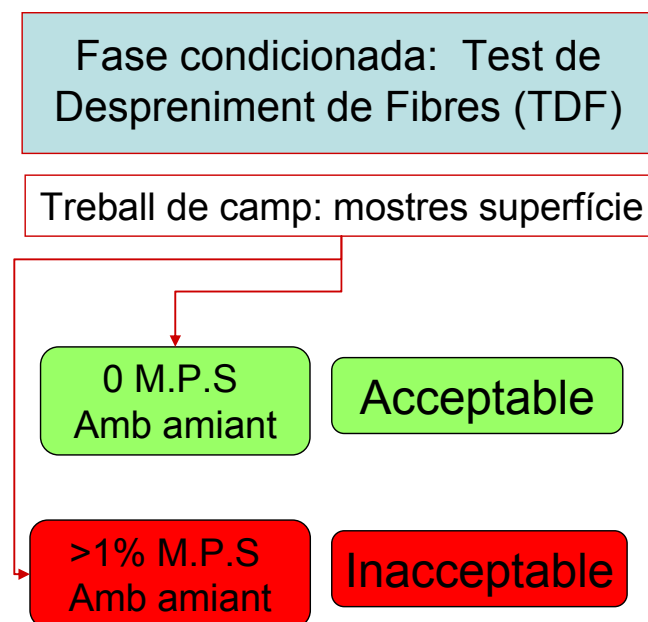 Fase condicionada: Test de
Despreniment de Fibres (TDF)
Treball de camp: mostres superfície
0 M.P.S
Amb amiant
Acceptable
>1% M.P.S
Amb amiant
Inacceptable